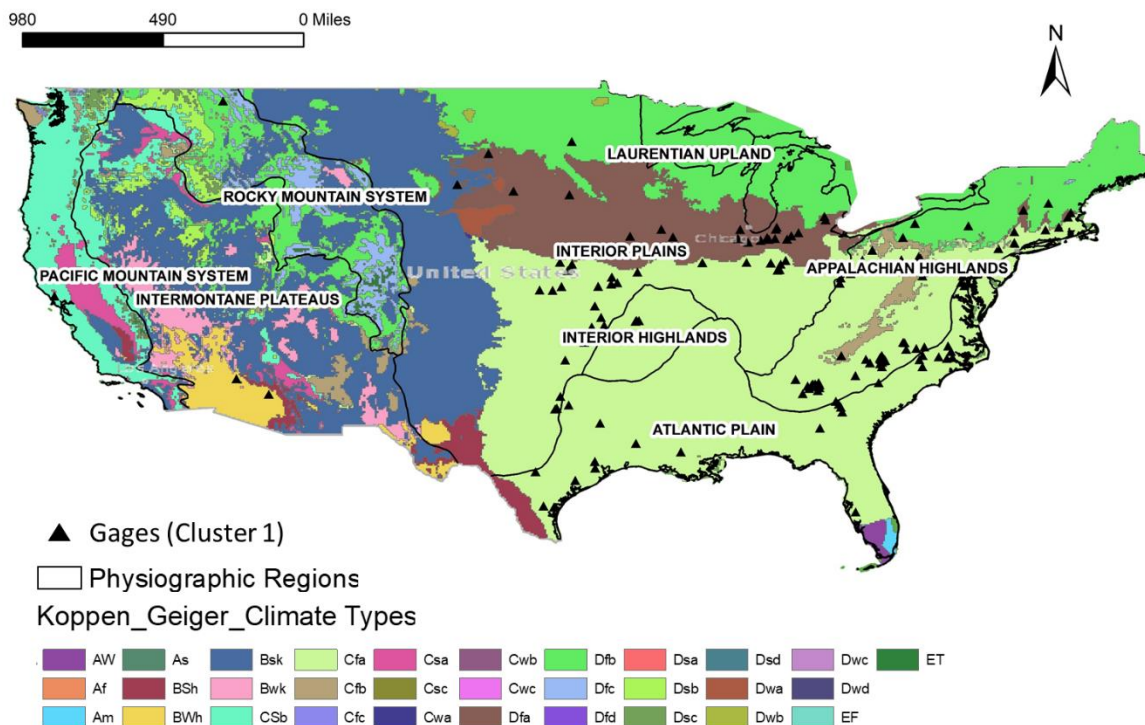 980 490 0 Miles
N
LAURENTIAN UPLAND
ROCKY MOUNTAIN SYSTEM
INTERIOR PLAINS
Chicago
United States
APPALACHIAN HIGHLANDS
PACIFIC MOUNTAIN SYSTEM
INTERMONTANE PLATEAUS
INTERIOR HIGHLANDS
ATLANTIC PLAIN
Gages (Cluster 1)
Physiographic Regions
Koppen_Geiger_Climate Types
AW As Bsk Cfa Csa Cwb Dfb Dsa Dsd Dwc ET
Af BSh Bwk Cfb Csc Cwc Dfc Dsb Dwa Dwd
Am BWh CSb Cfc Cwa Dfa Dfd Dsc Dwb EF